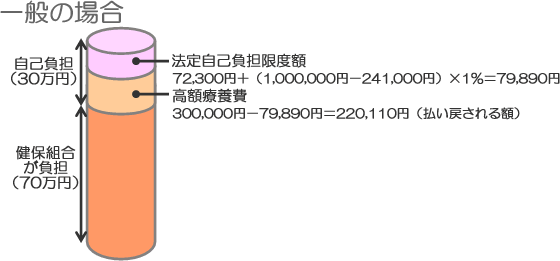 一般の場合
自己負担
（30万円）
法定自己負担限度額
72,300円＋（1,000,000円－241,000円）×1％＝79,890円
高額療養費
300,000円－79,890円＝220,110円（払い戻される額）
健保組合
が負担
（70万円）